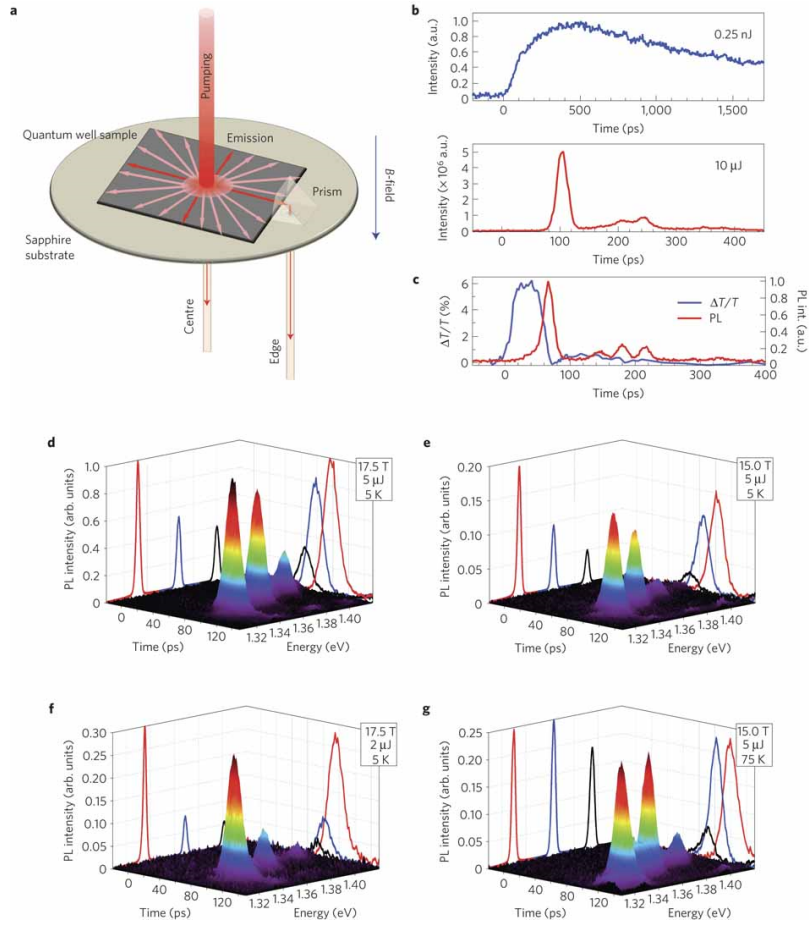 a
Pumping
Quantum well sample
Emission
Prism
B-field
Sapphire
substrate
Centre
Edge
b
Intensity (a.u.)
1.0
0.8
0.6
0.4
0.2
0
0.25 nJ
0 500 1,000 1,500
Time (ps)
Intensity (× 10⁶ a.u.)
5
4
3
2
1
0
10 μJ
0 100 200 300 400
Time (ps)
c
ΔT/T (%)
6
4
2
0
ΔT/T
PL
1.0
0.8
0.6
0.4
0.2
0
PL int. (a.u.)
0 100 200 300 400
Time (ps)
d
PL intensity (arb. units)
1.0
0.8
0.6
0.4
0.2
0
17.5 T
5 μJ
5 K
0 40 80 120
Time (ps)
1.32 1.34 1.36 1.38 1.40
Energy (eV)
e
PL intensity (arb. units)
0.20
0.15
0.10
0.05
0
15.0 T
5 μJ
5 K
0 40 80 120
Time (ps)
1.32 1.34 1.36 1.38 1.40
Energy (eV)
f
PL intensity (arb. units)
0.30
0.25
0.20
0.15
0.10
0.05
0
17.5 T
2 μJ
5 K
0 40 80 120
Time (ps)
1.32 1.34 1.36 1.38 1.40
Energy (eV)
g
PL intensity (arb. units)
0.25
0.20
0.15
0.10
0.05
0
15.0 T
5 μJ
75 K
0 40 80 120
Time (ps)
1.32 1.34 1.36 1.38 1.40
Energy (eV)